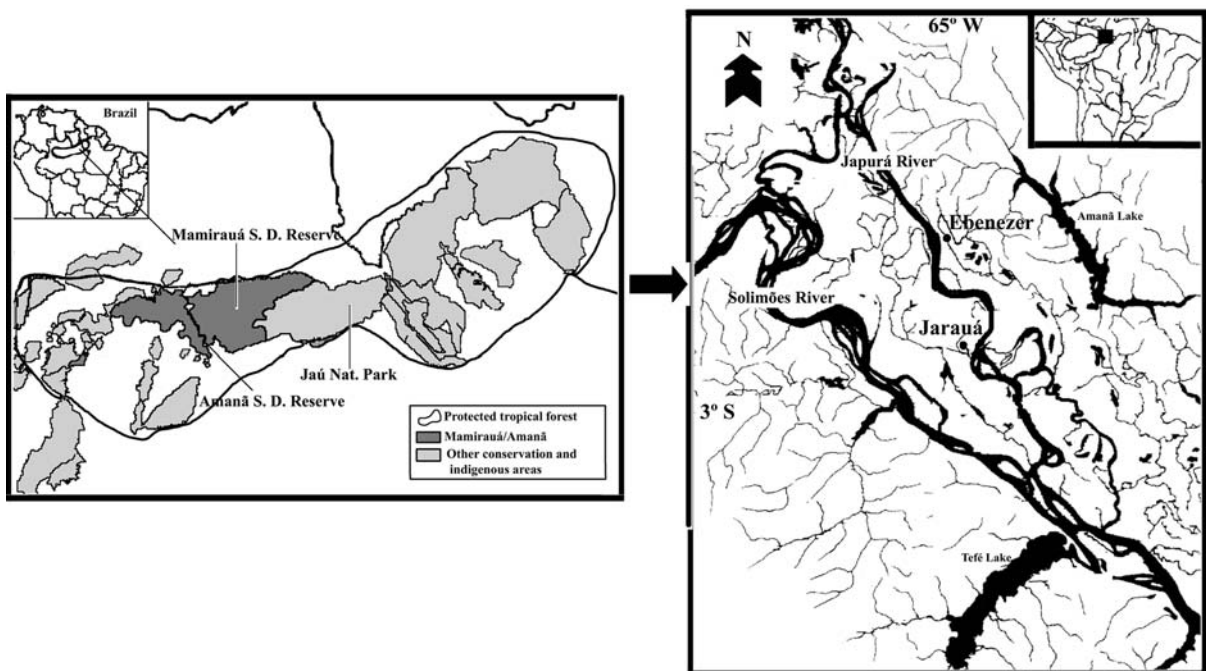 Brazil
Mamirauá S. D. Reserve
Jaú Nat. Park
Amanã S. D. Reserve
Protected tropical forest
Mamirauá/Amanã
Other conservation and
indigenous areas
65º W
N
Japurá River
Ebenezer
Amanã Lake
Solimões River
Jarauá
3º S
Tefé Lake